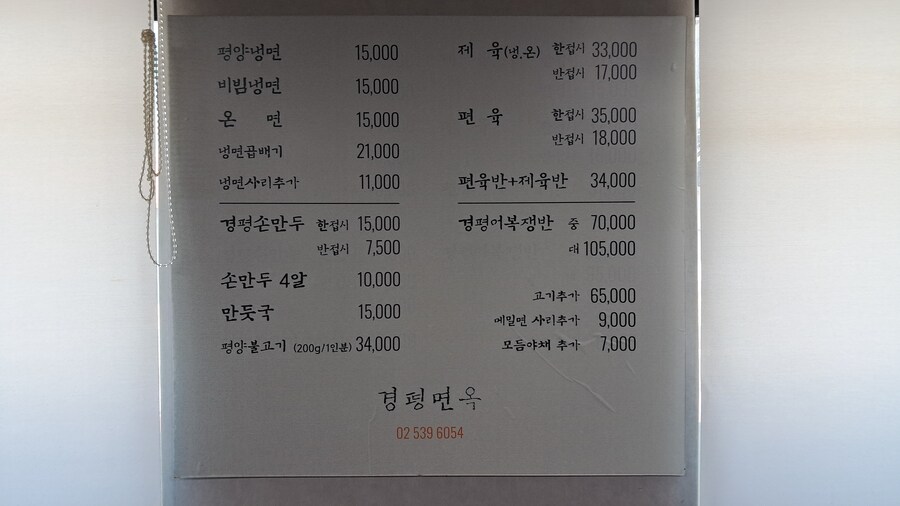 평양냉면 15,000
비빔냉면 15,000
온 면 15,000
냉면곱배기 21,000
냉면사리추가 11,000
경평손만두 한접시 15,000
반접시 7,500
손만두 4알 10,000
만둣국 15,000
평양불고기 (200g/1인분) 34,000
제 육(냉.온) 한접시 33,000
반접시 17,000
편 육 한접시 35,000
반접시 18,000
편육반+제육반 34,000
경평어복쟁반 중 70,000
대 105,000
고기추가 65,000
메밀면 사리추가 9,000
모듬야채 추가 7,000
경평면옥
02 539 6054